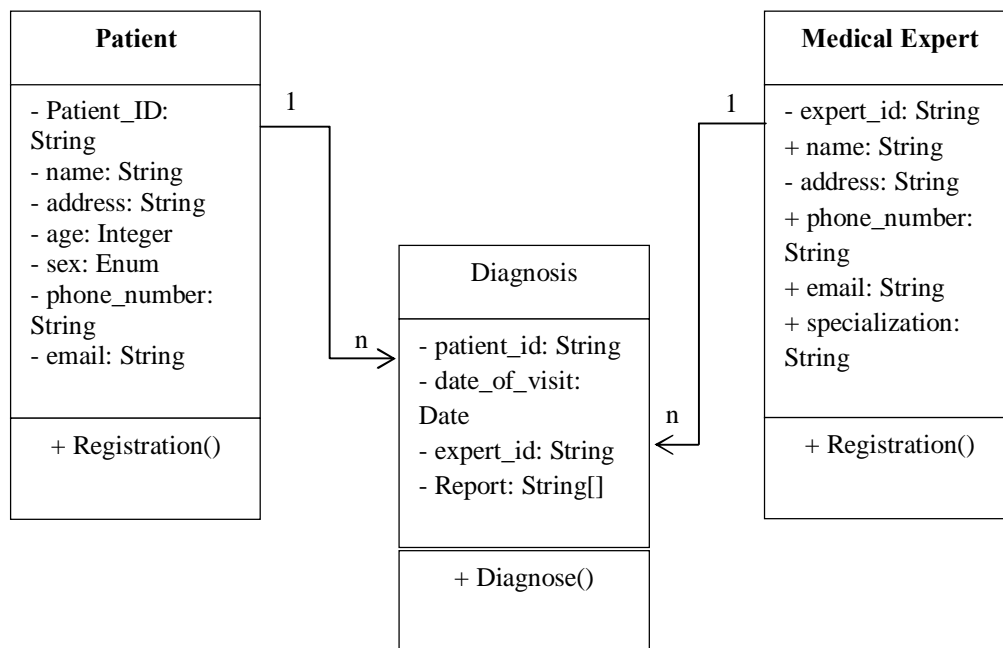 Patient
- Patient_ID:
String
- name: String
- address: String
- age: Integer
- sex: Enum
- phone_number:
String
- email: String
+ Registration()
1
n
Diagnosis
- patient_id: String
- date_of_visit:
Date
- expert_id: String
- Report: String[]
+ Diagnose()
1
n
Medical Expert
- expert_id: String
+ name: String
- address: String
+ phone_number:
String
+ email: String
+ specialization:
String
+ Registration()